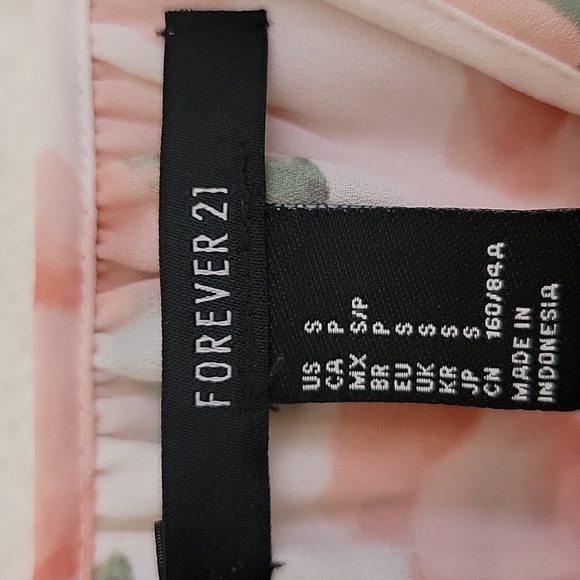 FOREVER 21
US S
CA P
MX S/P
BR P
EU S
UK S
KR S
JP S
CN 160/84A
MADE IN
INDONESIA